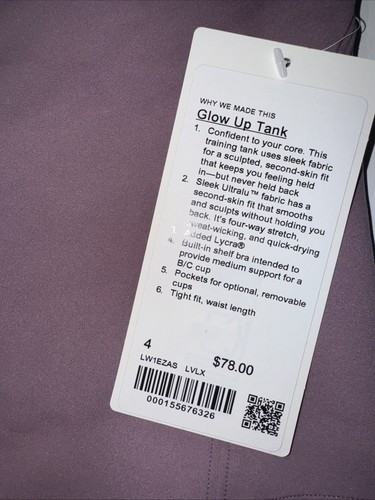 WHY WE MADE THIS
Glow Up Tank
1. Confident to your core. This
training tank uses sleek fabric
for a sculpted, second-skin fit
that keeps you feeling held
in—but never held back
2. Sleek Ultralu™ fabric has a
second-skin fit that smooths
and sculpts without holding you
back. It's four-way stretch,
sweat-wicking, and quick-drying
3. Added Lycra®
4. Built-in shelf bra intended to
provide medium support for a
B/C cup
5. Pockets for optional, removable
cups
6. Tight fit, waist length
4 $78.00
LW1EZAS LVLX
000155676326